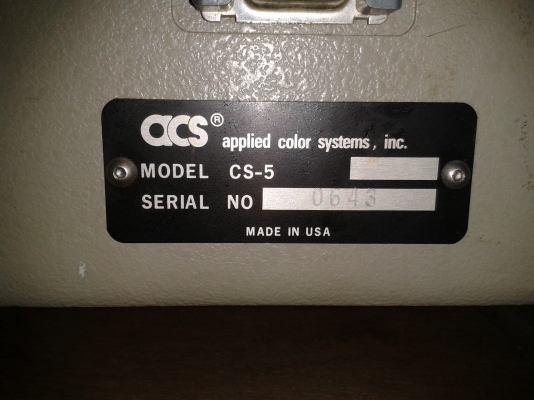 acs® applied color systems, inc.
MODEL CS-5
SERIAL NO 0643
MADE IN USA